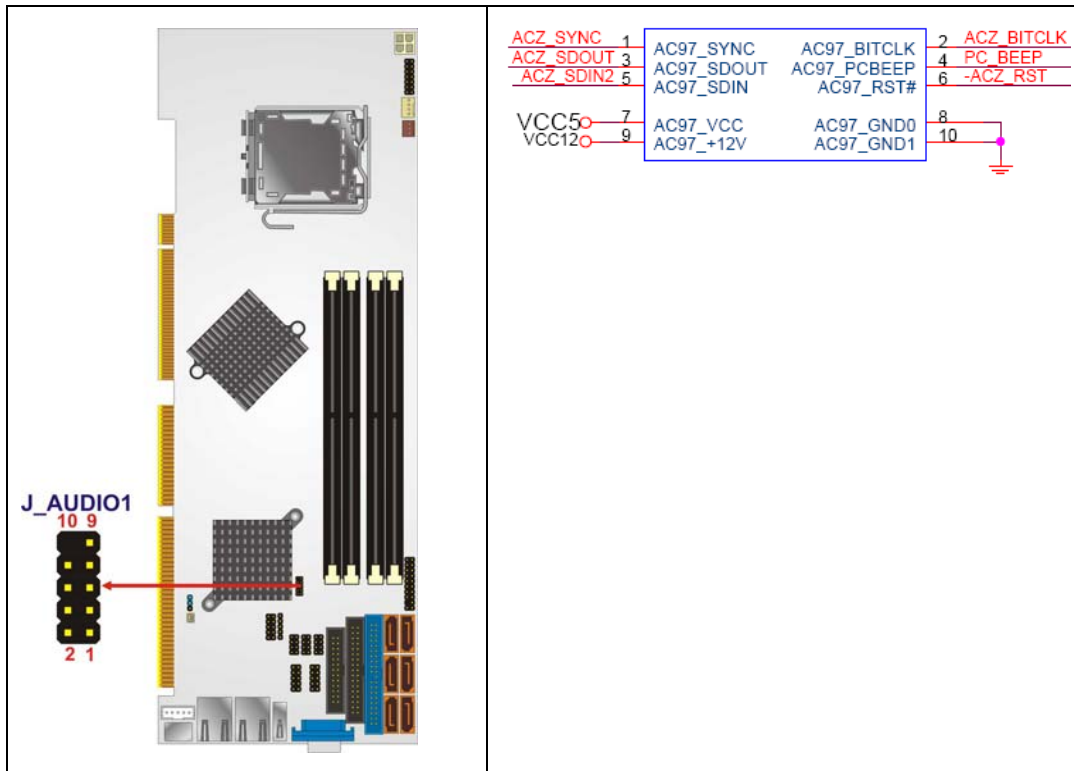 J_AUDIO1
10 9
2 1
ACZ_SYNC 1 AC97_SYNC AC97_BITCLK 2 ACZ_BITCLK
ACZ_SDOUT 3 AC97_SDOUT AC97_PCBEEP 4 PC_BEEP
ACZ_SDIN2 5 AC97_SDIN AC97_RST# 6 -ACZ_RST
VCC5 7 AC97_VCC AC97_GND0 8
VCC12 9 AC97_+12V AC97_GND1 10